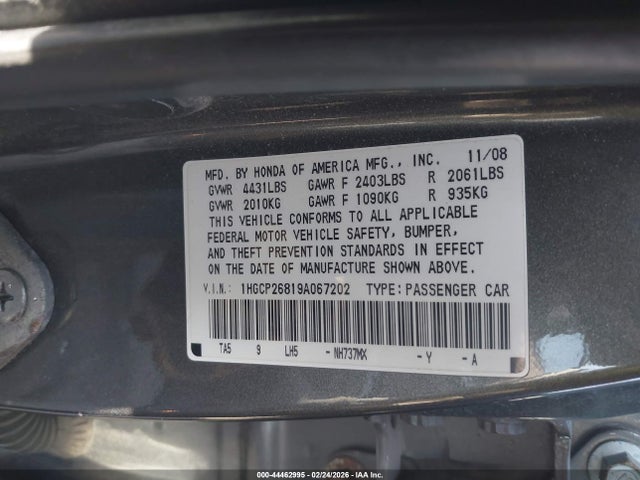 MFD. BY HONDA OF AMERICA MFG., INC. 11/08
GVWR 4431LBS GAWR F 2403LBS R 2061LBS
GVWR 2010KG GAWR F 1090KG R 935KG
THIS VEHICLE CONFORMS TO ALL APPLICABLE
FEDERAL MOTOR VEHICLE SAFETY, BUMPER,
AND THEFT PREVENTION STANDARDS IN EFFECT
ON THE DATE OF MANUFACTURE SHOWN ABOVE.
V.I.N.: 1HGCP26819A067202 TYPE: PASSENGER CAR
TA5 9 LH5 -NH737MX -Y -A
000-44462995 - 02/24/2026 - IAA Inc.